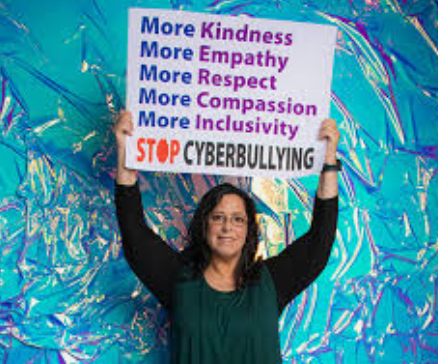 More Kindness
More Empathy
More Respect
More Compassion
More Inclusivity
STOP CYBERBULLYING